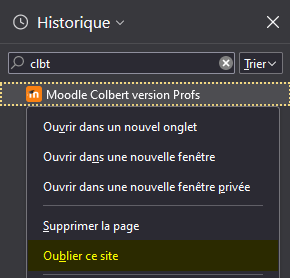 Historique
clbt
Trier
Moodle Colbert version Profs
Ouvrir dans un nouvel onglet
Ouvrir dans une nouvelle fenêtre
Ouvrir dans une nouvelle fenêtre privée
Supprimer la page
Oublier ce site